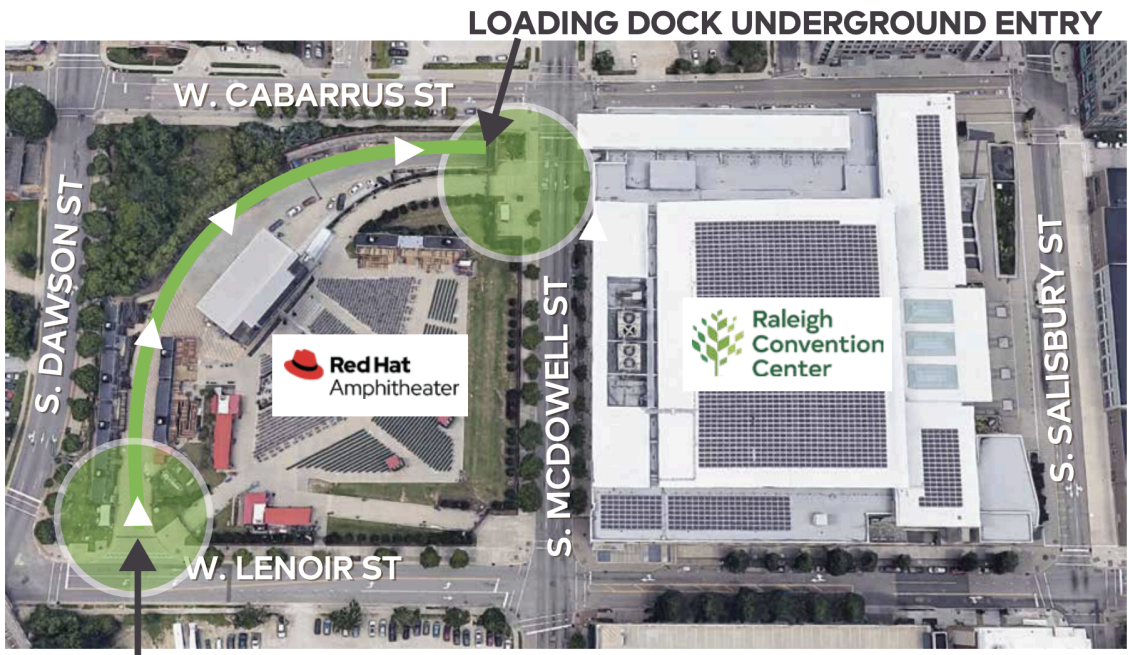 LOADING DOCK UNDERGROUND ENTRY
W. CABARRUS ST
S. DAWSON ST
Red Hat
Amphitheater
S. MCDOWELL ST
Raleigh
Convention
Center
S. SALISBURY ST
W. LENOIR ST